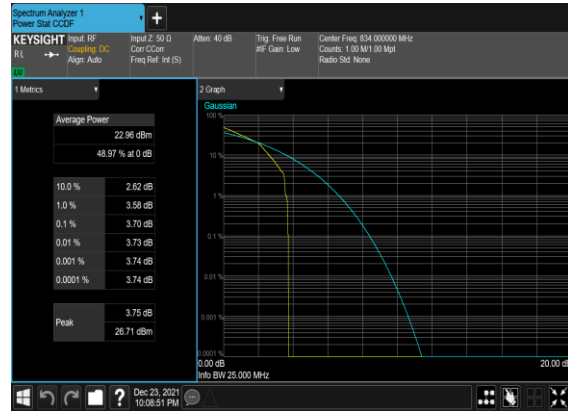 Spectrum Analyzer 1
Power Stat CCDF
KEYSIGHT
R L
LXI
Input: RF
Coupling: DC
Align: Auto
Input Z: 50 Ω
Corr CCorr
Freq Ref: Int (S)
Atten: 40 dB
Trig: Free Run
#IF Gain: Low
Center Freq: 834.000000 MHz
Counts: 1.00 M/1.00 Mpt
Radio Std: None
1 Metrics
Average Power
22.96 dBm
48.97 % at 0 dB
10.0 % 2.62 dB
1.0 % 3.58 dB
0.1 % 3.70 dB
0.01 % 3.73 dB
0.001 % 3.74 dB
0.0001 % 3.74 dB
Peak 3.75 dB
26.71 dBm
2 Graph
Gaussian
100 %
10 %
1 %
0.1 %
0.01 %
0.001 %
0.0001 %
0.00 dB
20.00 dB
Info BW 25.000 MHz
Dec 23, 2021
10:08:51 PM